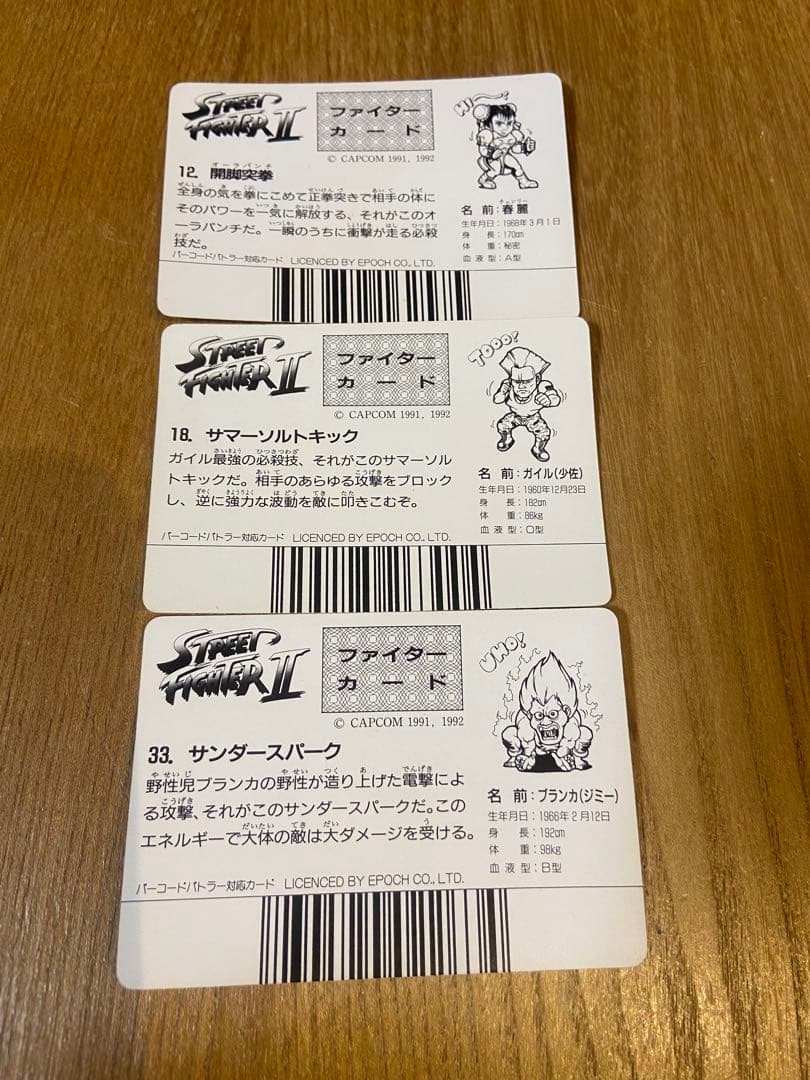 STREET
FIGHTER II
ファイター
カード
© CAPCOM 1991, 1992
HI!
オーラパンチ
12. 開脚突拳
全身の気を拳にこめて正拳突きで相手の体に
そのパワーを一気に解放する、それがこのオ
ーラパンチだ。一瞬のうちに衝撃が走る必殺
技だ。
バーコードバトラー対応カード LICENCED BY EPOCH CO., LTD.
チュンリー
名前:春麗
生年月日:1968年3月1日
身長:170cm
体重:秘密
血液型:A型
STREET
FIGHTER II
ファイター
カード
© CAPCOM 1991, 1992
TOOO!
18. サマーソルトキック
ガイル最強の必殺技、それがこのサマーソル
トキックだ。相手のあらゆる攻撃をブロック
し、逆に強力な波動を敵に叩きこむぞ。
バーコードバトラー対応カード LICENCED BY EPOCH CO., LTD.
名前:ガイル(少佐)
生年月日:1960年12月23日
身長:182cm
体重:86kg
血液型:O型
STREET
FIGHTER II
ファイター
カード
© CAPCOM 1991, 1992
UHO!
33. サンダースパーク
野性児ブランカの野性が造り上げた電撃によ
る攻撃、それがこのサンダースパークだ。この
エネルギーで大体の敵は大ダメージを受ける。
バーコードバトラー対応カード LICENCED BY EPOCH CO., LTD.
名前:ブランカ(ジミー)
生年月日:1966年2月12日
身長:192cm
体重:98kg
血液型:B型